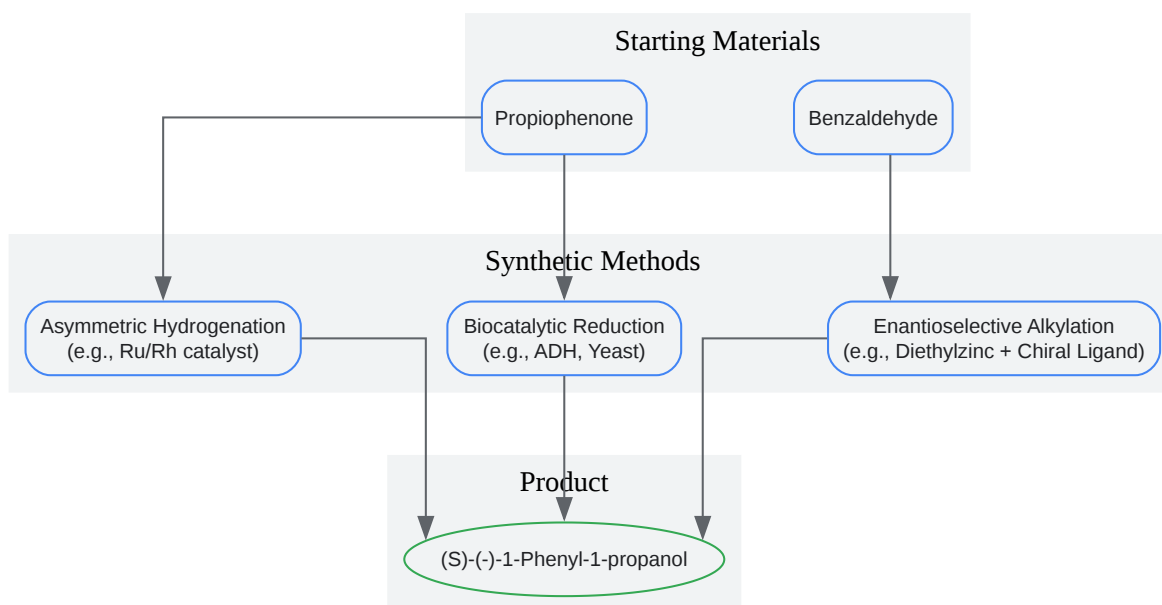 Starting Materials
Propiophenone
Benzaldehyde
Synthetic Methods
Asymmetric Hydrogenation
(e.g., Ru/Rh catalyst)
Biocatalytic Reduction
(e.g., ADH, Yeast)
Enantioselective Alkylation
(e.g., Diethylzinc + Chiral Ligand)
Product
(S)-(-)-1-Phenyl-1-propanol